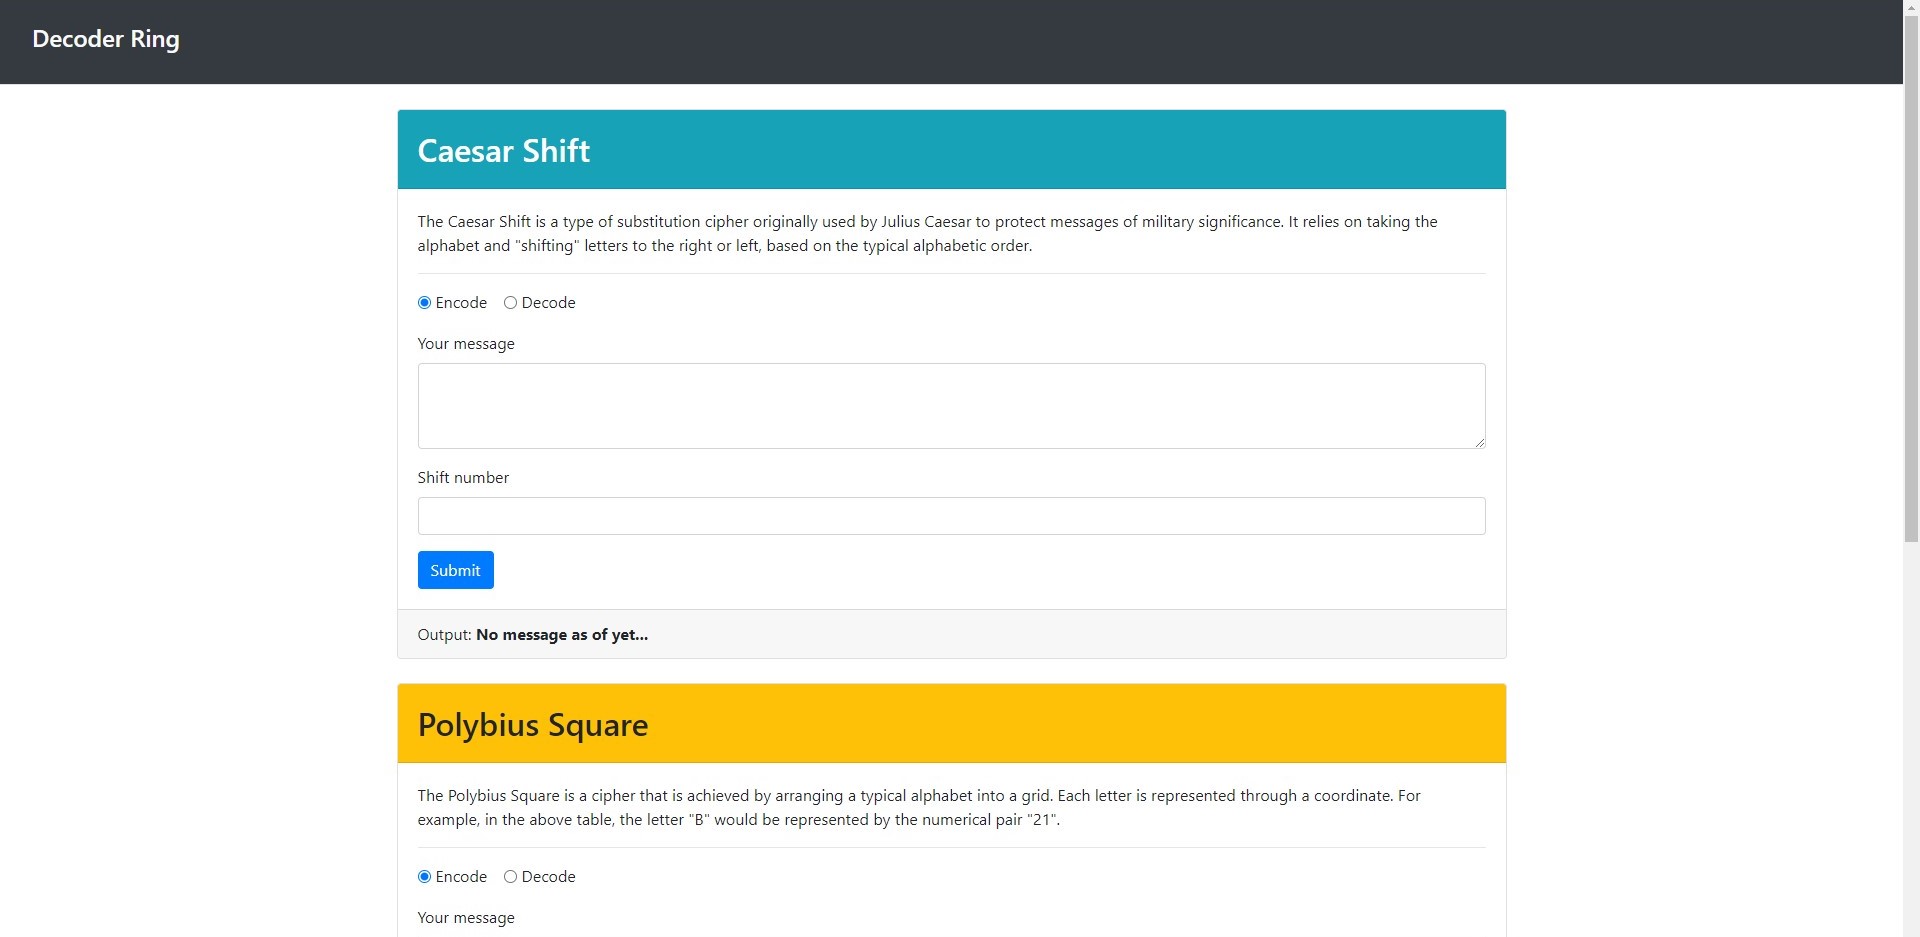 Decoder Ring
Caesar Shift
The Caesar Shift is a type of substitution cipher originally used by Julius Caesar to protect messages of military significance. It relies on taking the
alphabet and "shifting" letters to the right or left, based on the typical alphabetic order.
Encode Decode
Your message
Shift number
Submit
Output: No message as of yet...
Polybius Square
The Polybius Square is a cipher that is achieved by arranging a typical alphabet into a grid. Each letter is represented through a coordinate. For
example, in the above table, the letter "B" would be represented by the numerical pair "21".
Encode Decode
Your message